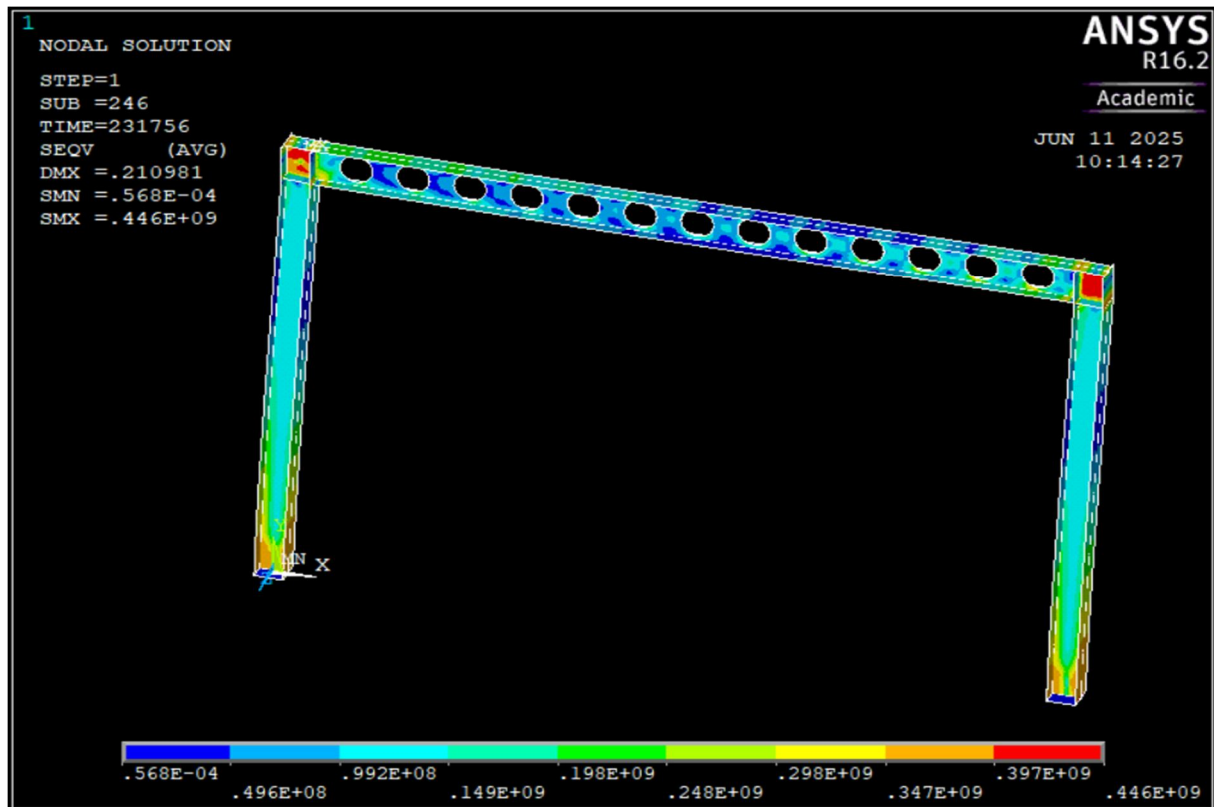 1
NODAL SOLUTION
STEP=1
SUB =246
TIME=231756
SEQV (AVG)
DMX =.210981
SMN =.568E-04
SMX =.446E+09
ANSYS
R16.2
Academic
JUN 11 2025
10:14:27
Y
MN X
.568E-04 .992E+08 .198E+09 .298E+09 .397E+09
.496E+08 .149E+09 .248E+09 .347E+09 .446E+09